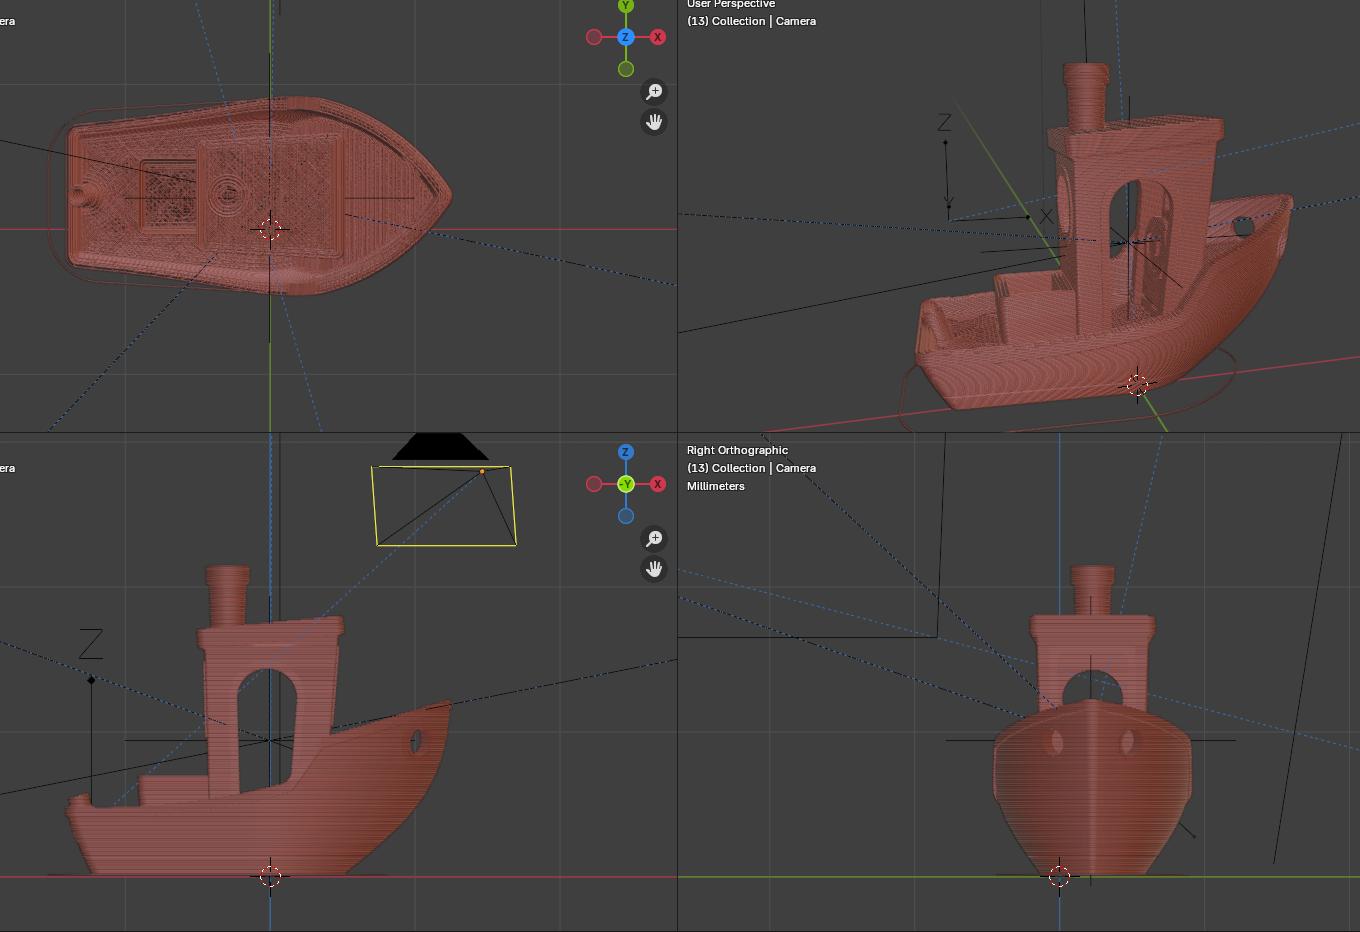 era
Y
Z
X
User Perspective
(13) Collection | Camera
Z
Y
X
era
Z
-Y
X
Z
Right Orthographic
(13) Collection | Camera
Millimeters